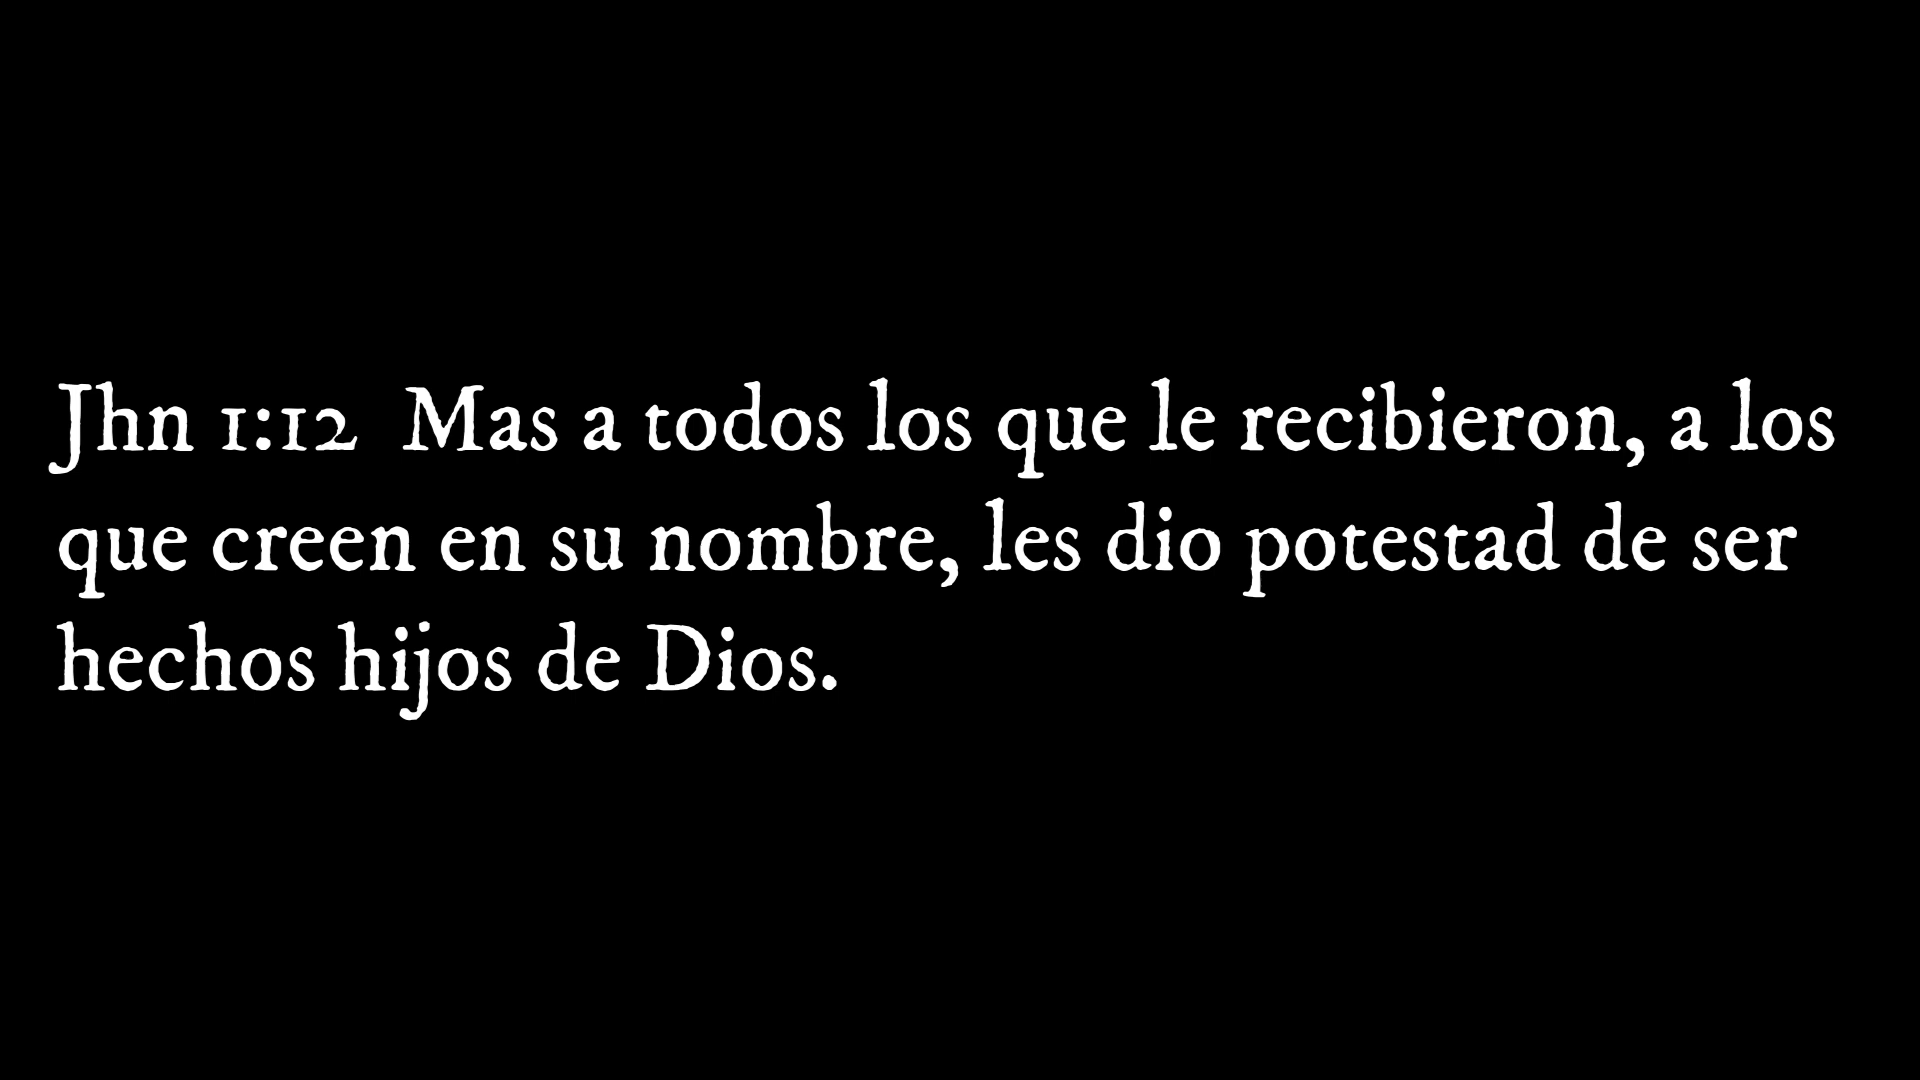 Jhn 1:12  Mas a todos los que le recibieron, a los
que creen en su nombre, les dio potestad de ser
hechos hijos de Dios.